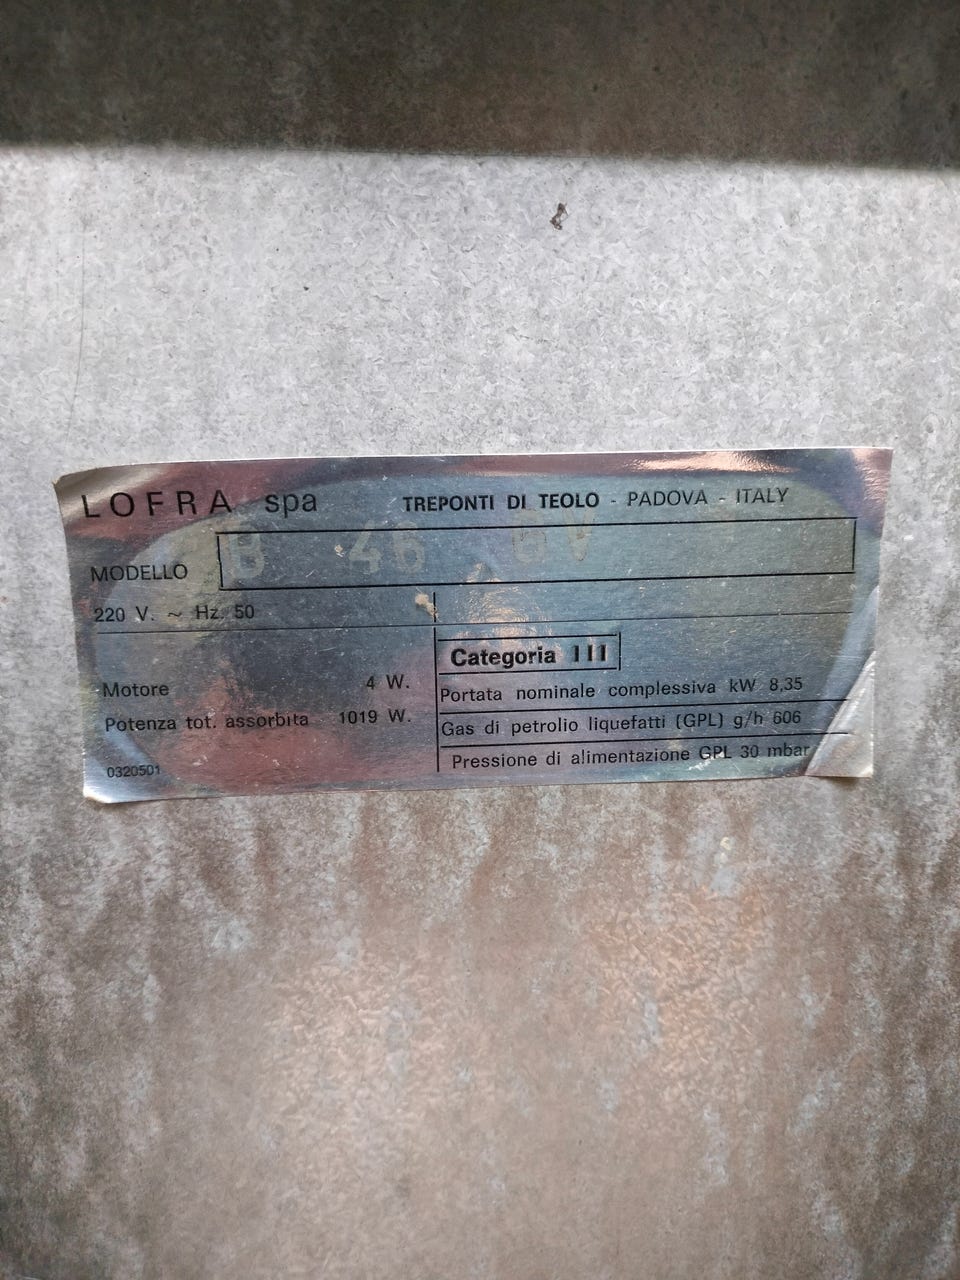 LOFRA spa TREPONTI DI TEOLO - PADOVA - ITALY
MODELLO B 46 GV
220 V. ~ Hz. 50
Categoria III
Motore 4 W.
Potenza tot. assorbita 1019 W.
0320501
Portata nominale complessiva kW 8,35
Gas di petrolio liquefatti (GPL) g/h 606
Pressione di alimentazione GPL 30 mbar